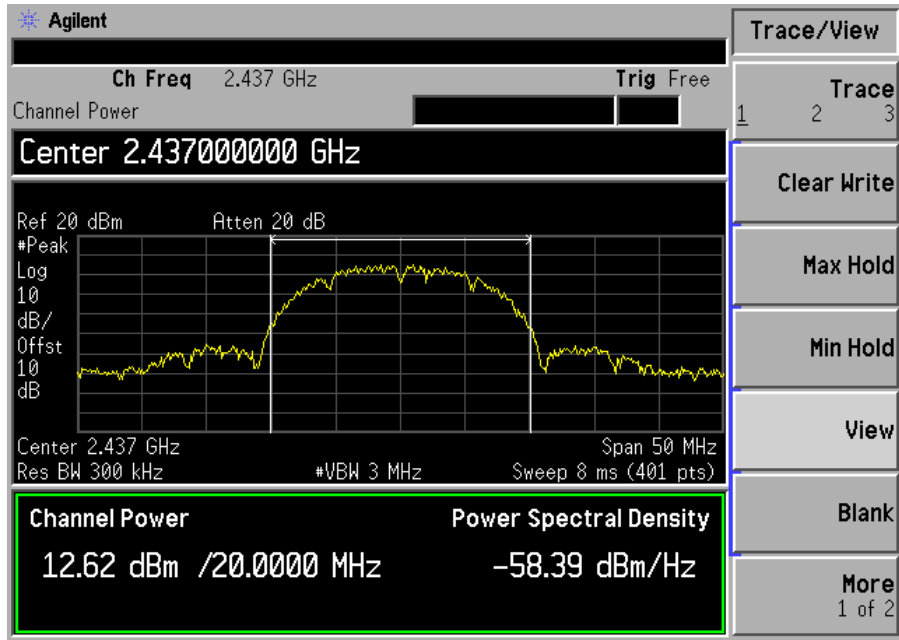 Agilent
Ch Freq 2.437 GHz Trig Free
Channel Power
Center 2.437000000 GHz
Ref 20 dBm Atten 20 dB
#Peak
Log
10
dB/
Offst
10
dB
Center 2.437 GHz Span 50 MHz
Res BW 300 kHz #VBW 3 MHz Sweep 8 ms (401 pts)
Channel Power Power Spectral Density
12.62 dBm /20.0000 MHz -58.39 dBm/Hz
Trace/View
Trace
1 2 3
Clear Write
Max Hold
Min Hold
View
Blank
More
1 of 2